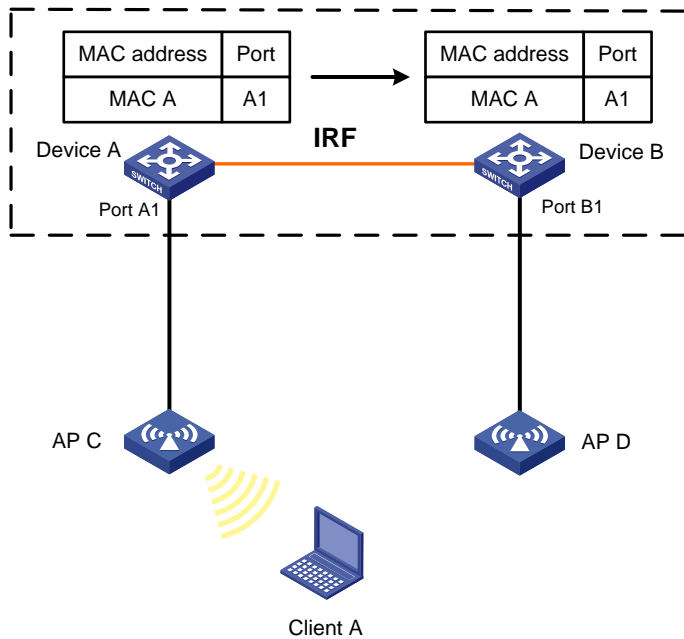 MAC address Port MAC address Port
MAC A A1 MAC A A1
IRF
Device A Device B
SWITCH SWITCH
Port A1 Port B1
AP C AP D
Client A